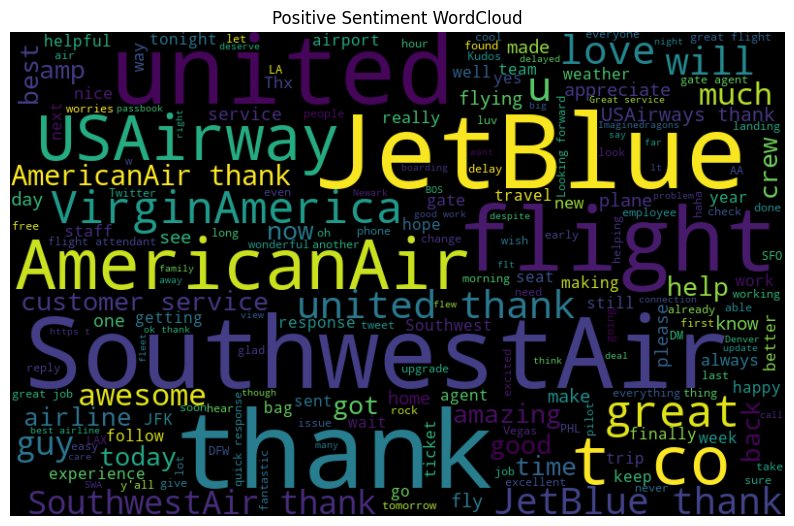 Positive Sentiment WordCloud
helpful tonight let deserve airport hour cool found Kudos everyone night delayed great flight
best air amp way united LA Thx well yes team made weather love will gate agent
nice worries passbook right people luv flying big Great service appreciate much
next service really u USAirways thank landing
USAirway JetBlue Imaginedragons say far crew
AmericanAir thank want delay travel Looking forward look lt AA
day Twitter w even Newark boarding BOS new plane problem haha year
free VirginAmerica gate good work despite employee check done
staff see long now oh phone hope wish early helping flight SFO
flight attendant wonderful another change flt
AmericanAir family away morning seat making help work
customer service united thank need still already able working
one getting view flew response tweet Southwest going please first know connection Denver update
https t fleet ok thank glad upgrade excited think deal DM always better
reply SouthwestAir last happy
great job awesome soon hear though home rock agent amazing make everything thing
airline JFK sent bag got wait Vegas PHL great back call
guy easy LAX follow quick response issue ticket good pilot finally week
care today lot DFW many thank job time t co trip take
experience y'all fantastic go excellent keep never sure
SWA give tomorrow fly
SouthwestAir thank best airline JetBlue thank